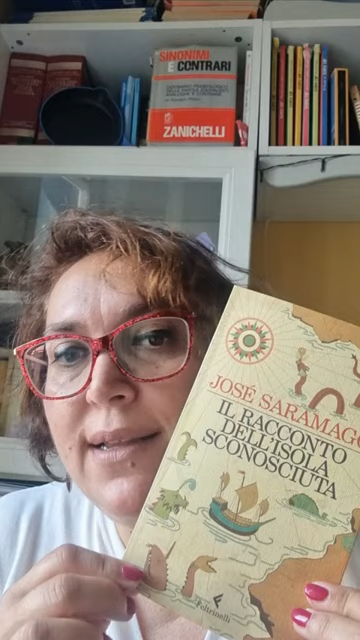 SINONIMI
E CONTRARI
ZANICHELLI
JOSÉ SARAMAGO
IL RACCONTO
DELL'ISOLA
SCONOSCIUTA
Feltrinelli